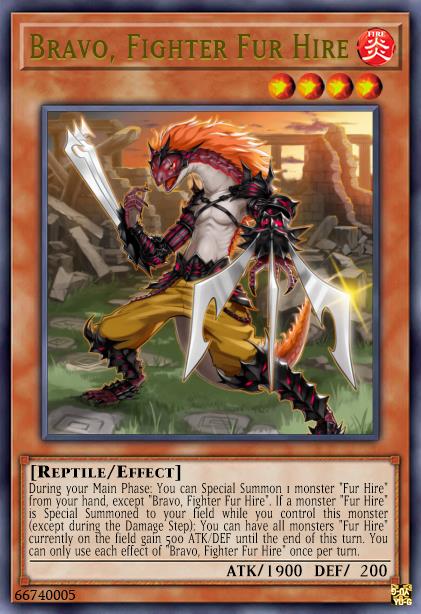 Bravo, Fighter Fur Hire
FIRE
炎
[Reptile/Effect]
During your Main Phase: You can Special Summon 1 monster "Fur Hire"
from your hand, except "Bravo, Fighter Fur Hire". If a monster "Fur Hire"
is Special Summoned to your field while you control this monster
(except during the Damage Step): You can have all monsters "Fur Hire"
currently on the field gain 500 ATK/DEF until the end of this turn. You
can only use each effect of "Bravo, Fighter Fur Hire" once per turn.
ATK/1900 DEF/ 200
66740005